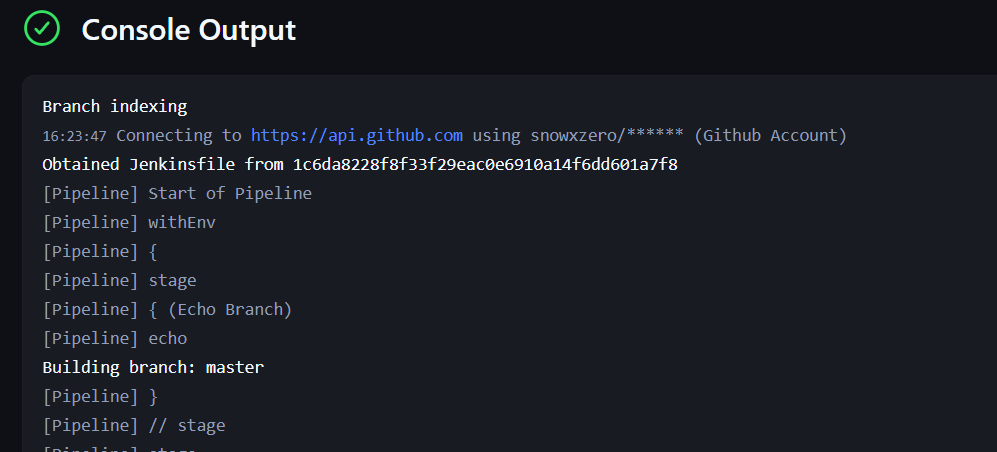 Console Output
Branch indexing
16:23:47 Connecting to https://api.github.com using snowxzero/****** (Github Account)
Obtained Jenkinsfile from 1c6da8228f8f33f29eac0e6910a14f6dd601a7f8
[Pipeline] Start of Pipeline
[Pipeline] withEnv
[Pipeline] {
[Pipeline] stage
[Pipeline] { (Echo Branch)
[Pipeline] echo
Building branch: master
[Pipeline] }
[Pipeline] // stage
[Pipeline] stage